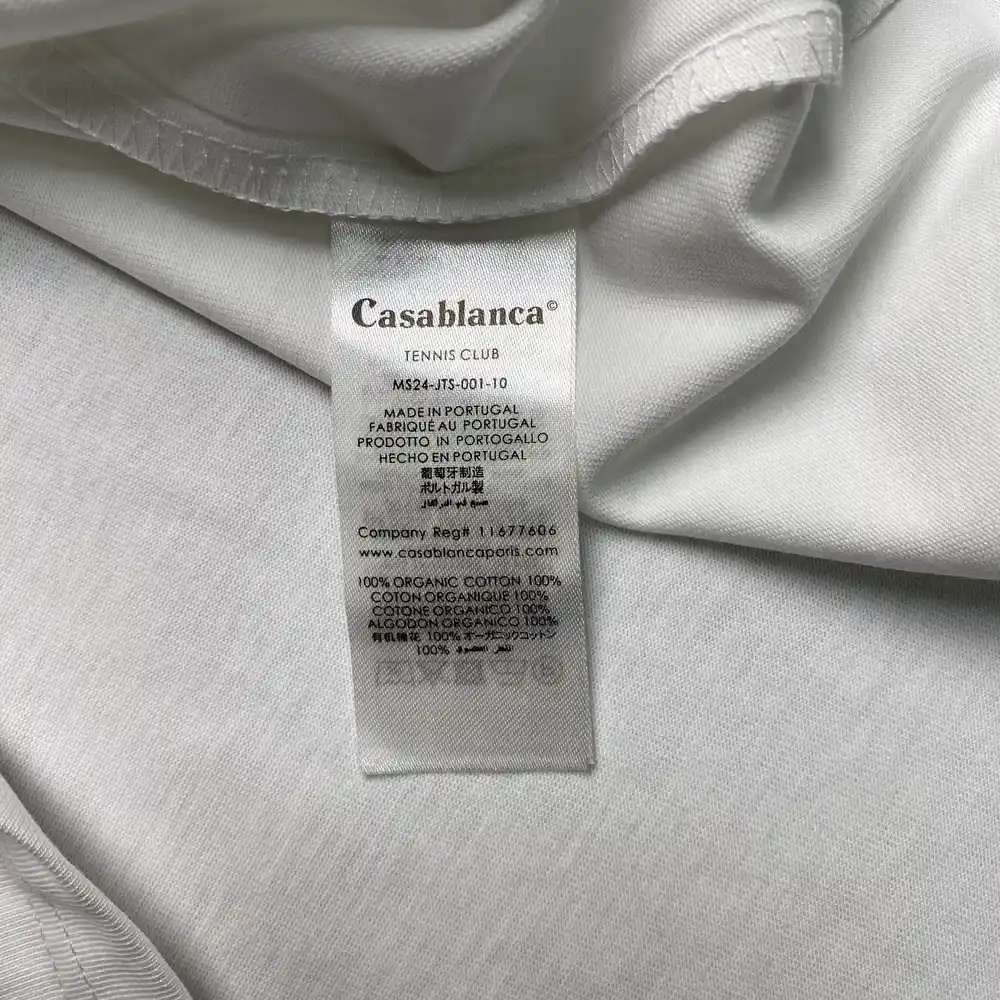 Casablanca©
TENNIS CLUB
MS24-JTS-001-10
MADE IN PORTUGAL
FABRIQUÉ AU PORTUGAL
PRODOTTO IN PORTOGALLO
HECHO EN PORTUGAL
葡萄牙制造
ポルトガル製
Company Reg# 11677606
www.casablancaparis.com
100% ORGANIC COTTON 100%
COTON ORGANIQUE 100%
COTONE ORGANICO 100%
ALGODON ORGANICO 100%
有机棉花 100% オーガニックコットン
100%